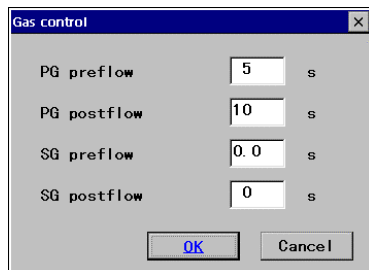 Gas control
PG preflow 5 s
PG postflow 10 s
SG preflow 0.0 s
SG postflow 0 s
OK Cancel